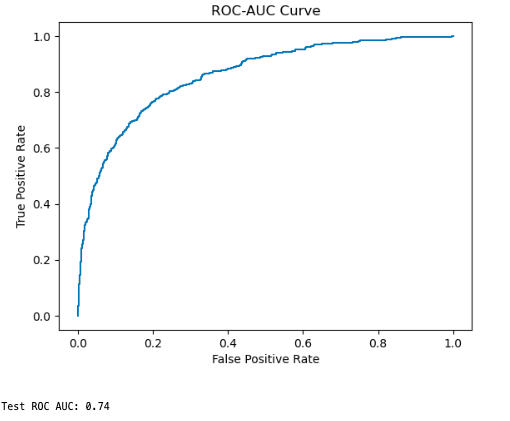 ROC-AUC Curve
1.0
0.8
0.6
0.4
0.2
0.0
True Positive Rate
0.0 0.2 0.4 0.6 0.8 1.0
False Positive Rate
Test ROC AUC: 0.74